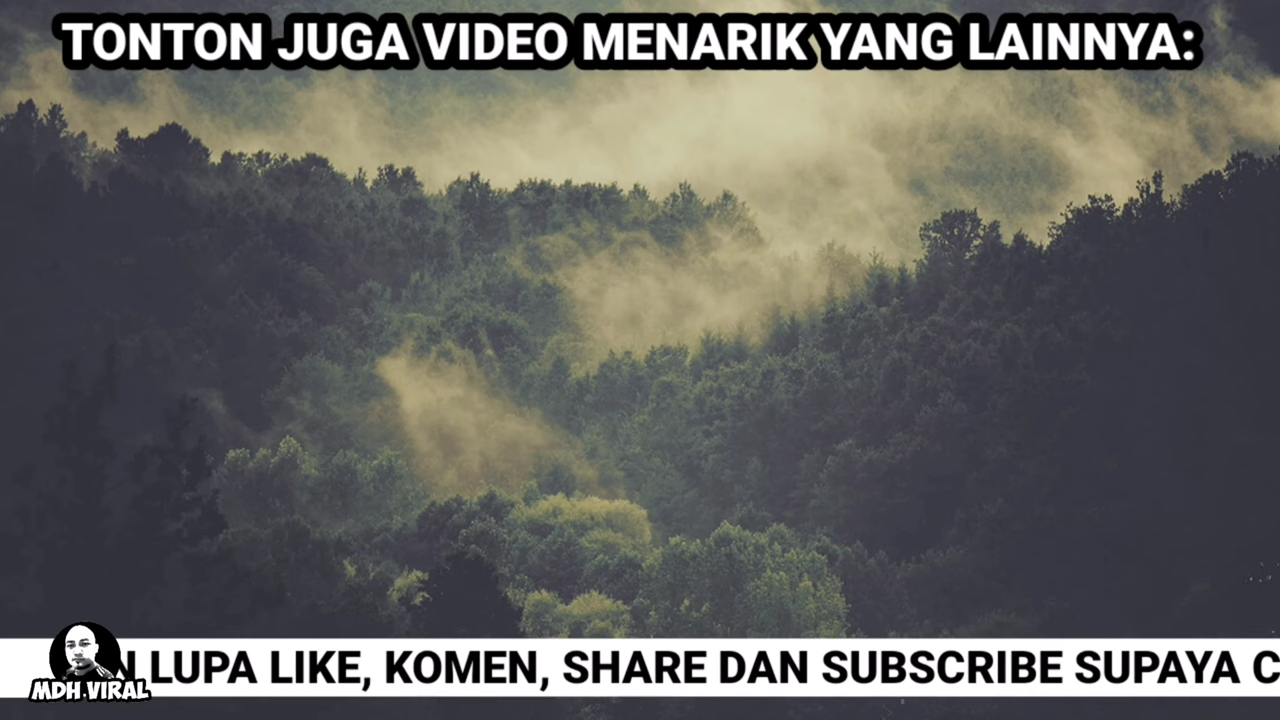 TONTON JUGA VIDEO MENARIK YANG LAINNYA:
N LUPA LIKE, KOMEN, SHARE DAN SUBSCRIBE SUPAYA C
MDH VIRAL